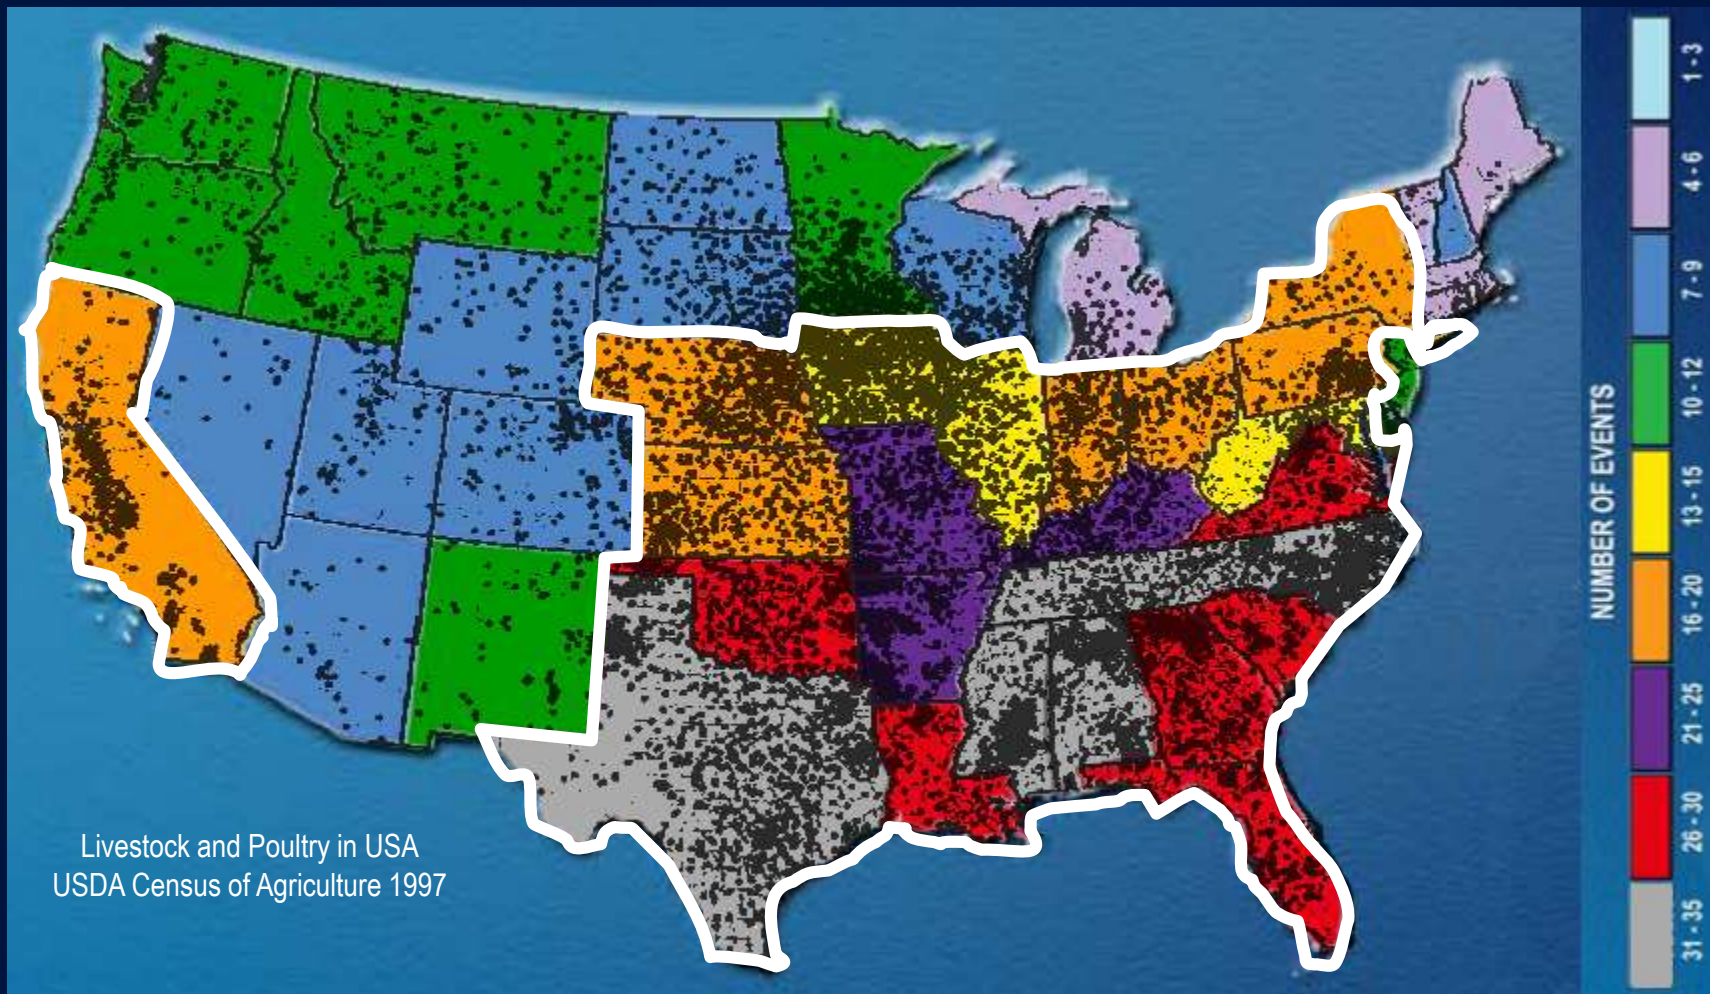 Livestock and Poultry in USA
USDA Census of Agriculture 1997
NUMBER OF EVENTS
1 - 3
4 - 6
7 - 9
10 - 12
13 - 15
16 - 20
21 - 25
26 - 30
31 - 35